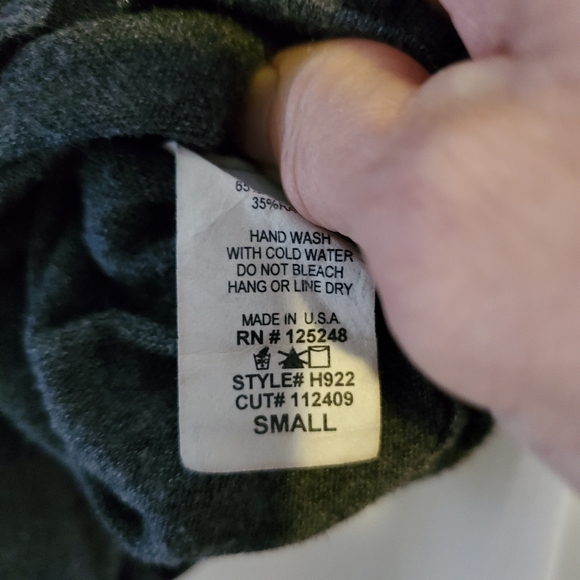 65
35%
HAND WASH
WITH COLD WATER
DO NOT BLEACH
HANG OR LINE DRY
MADE IN U.S.A
RN # 125248
STYLE# H922
CUT# 112409
SMALL